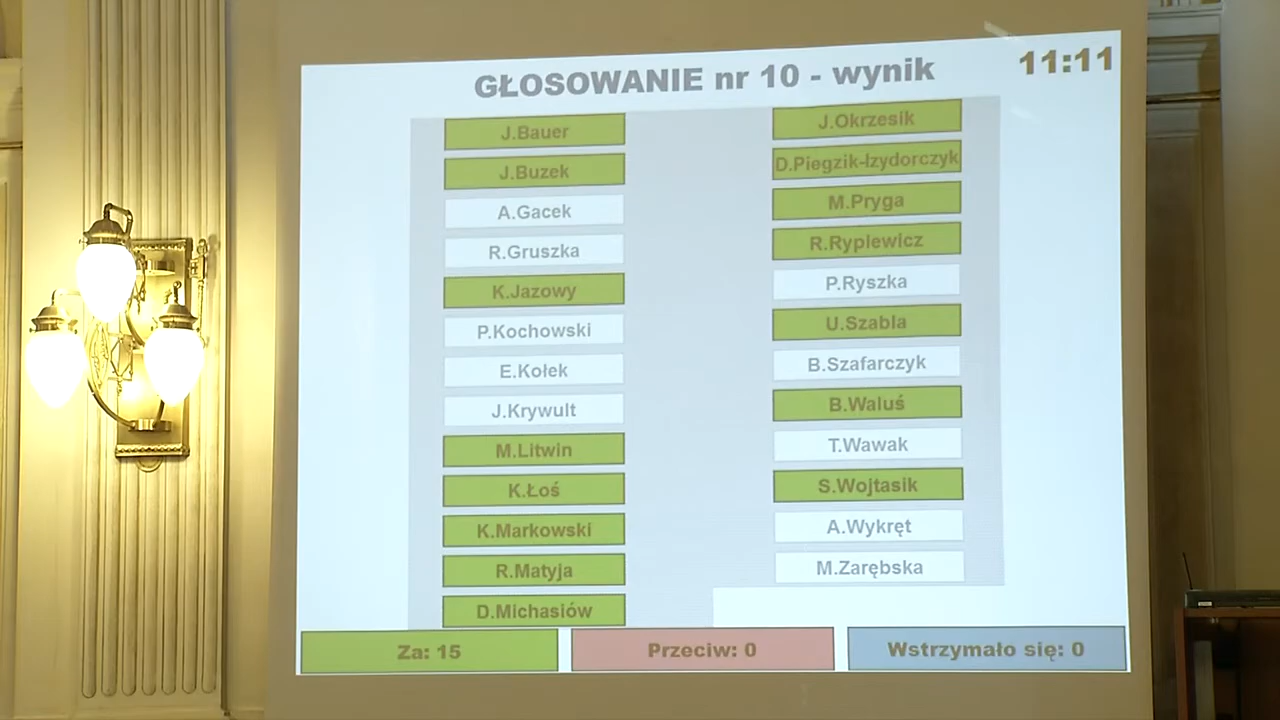 GŁOSOWANIE nr 10 - wynik
11:11
J.Bauer
J.Buzek
A.Gacek
R.Gruszka
K.Jazowy
P.Kochowski
E.Kołek
J.Krywult
M.Litwin
K.Łoś
K.Markowski
R.Matyja
D.Michasiów
J.Okrzesik
D.Piegzik-Izydorczyk
M.Pryga
R.Ryplewicz
P.Ryszka
U.Szabla
B.Szafarczyk
B.Waluś
T.Wawak
S.Wojtasik
A.Wykręt
M.Zarębska
Za: 15
Przeciw: 0
Wstrzymało się: 0